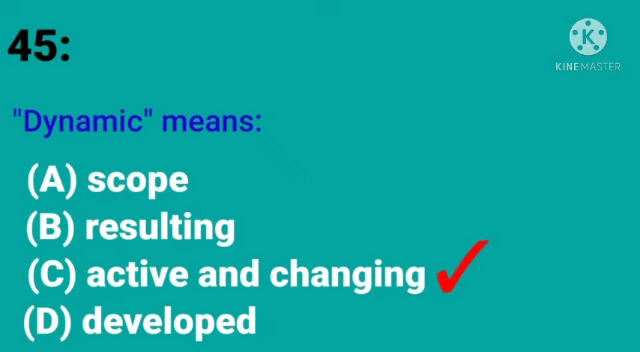 45:
K
KINEMASTER
"Dynamic" means:
(A) scope
(B) resulting
(C) active and changing
(D) developed